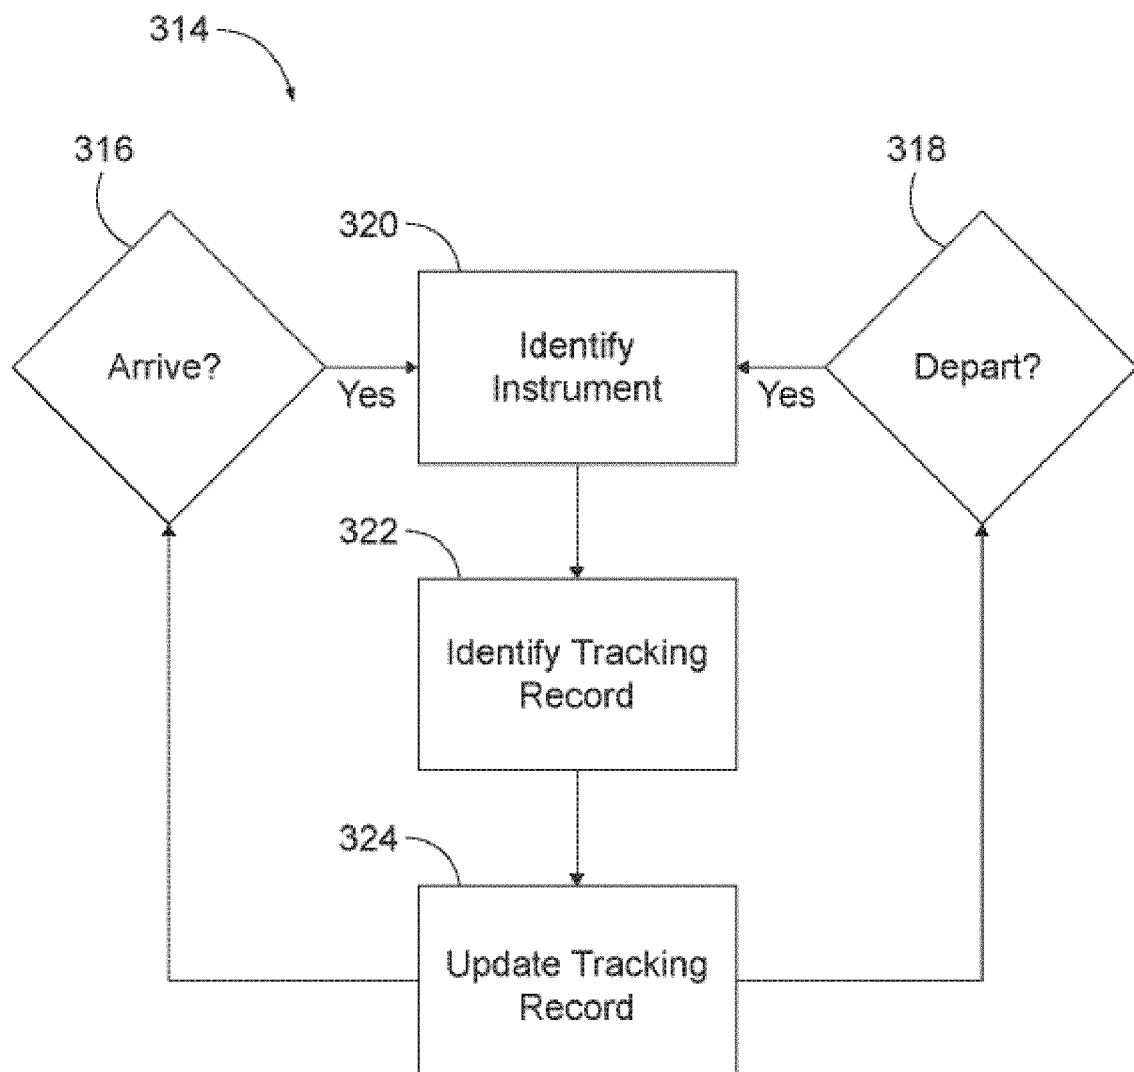 314
316
318
320
Arrive?
Identify
Instrument
Depart?
Yes
Yes
322
Identify Tracking
Record
324
Update Tracking
Record